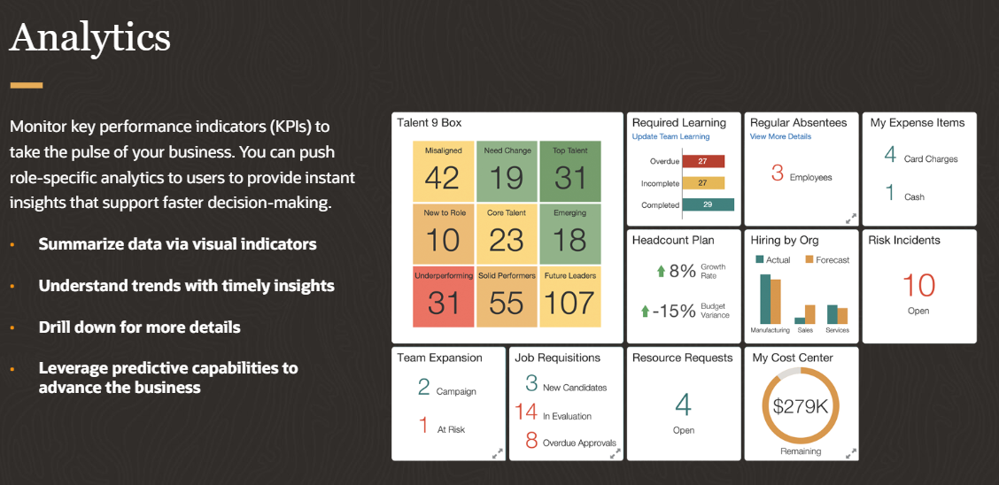 Analytics
Monitor key performance indicators (KPIs) to
take the pulse of your business. You can push
role-specific analytics to users to provide instant
insights that support faster decision-making.
• Summarize data via visual indicators
• Understand trends with timely insights
• Drill down for more details
• Leverage predictive capabilities to
advance the business
Talent 9 Box
Misaligned
42
Need Change
19
Top Talent
31
New to Role
10
Core Talent
23
Emerging
18
Underperforming
31
Solid Performers
55
Future Leaders
107
Required Learning
Update Team Learning
Overdue 27
Incomplete 27
Completed 29
Regular Absentees
View More Details
3 Employees
My Expense Items
4 Card Charges
1 Cash
Headcount Plan
8% Growth
Rate
-15% Budget
Variance
Hiring by Org
Actual Forecast
Manufacturing Sales Services
Risk Incidents
10
Open
Team Expansion
2 Campaign
1 At Risk
Job Requisitions
3 New Candidates
14 In Evaluation
8 Overdue Approvals
Resource Requests
4
Open
My Cost Center
$279K
Remaining